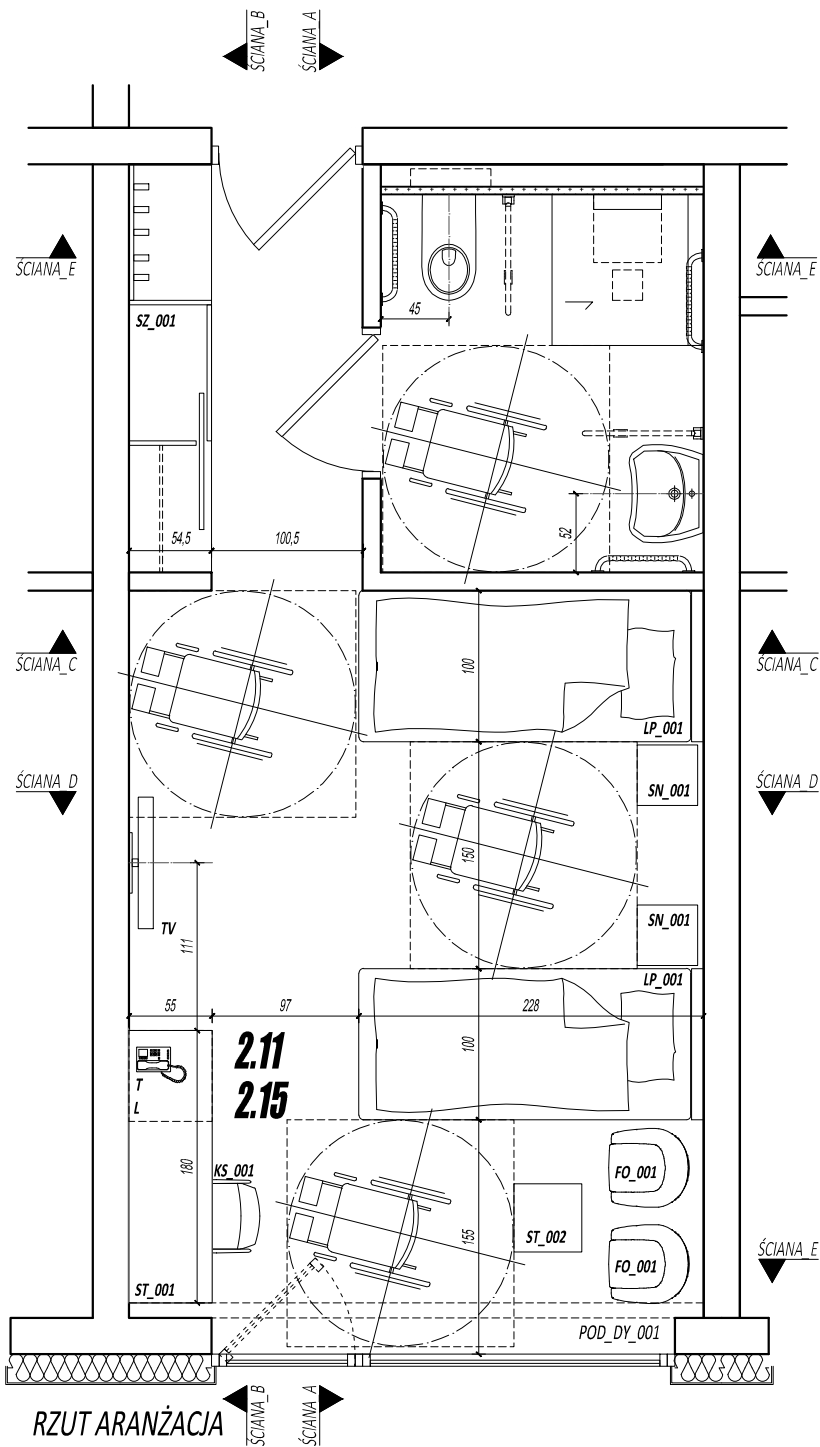 ŚCIANA_B
ŚCIANA A
ŚCIANA_E
ŚCIANA_E
SZ_001
45
52
54,5
100,5
ŚCIANA_C
ŚCIANA_C
100
LP_001
ŚCIANA_D
ŚCIANA_D
SN_001
150
SN_001
TV
111
LP_001
55
97
228
2.11
2.15
100
T
L
180
KS_001
FO_001
ST_002
155
FO_001
ŚCIANA_E
ST_001
POD_DY_001
RZUT ARANŻACJA
ŚCIANA_B
ŚCIANA A